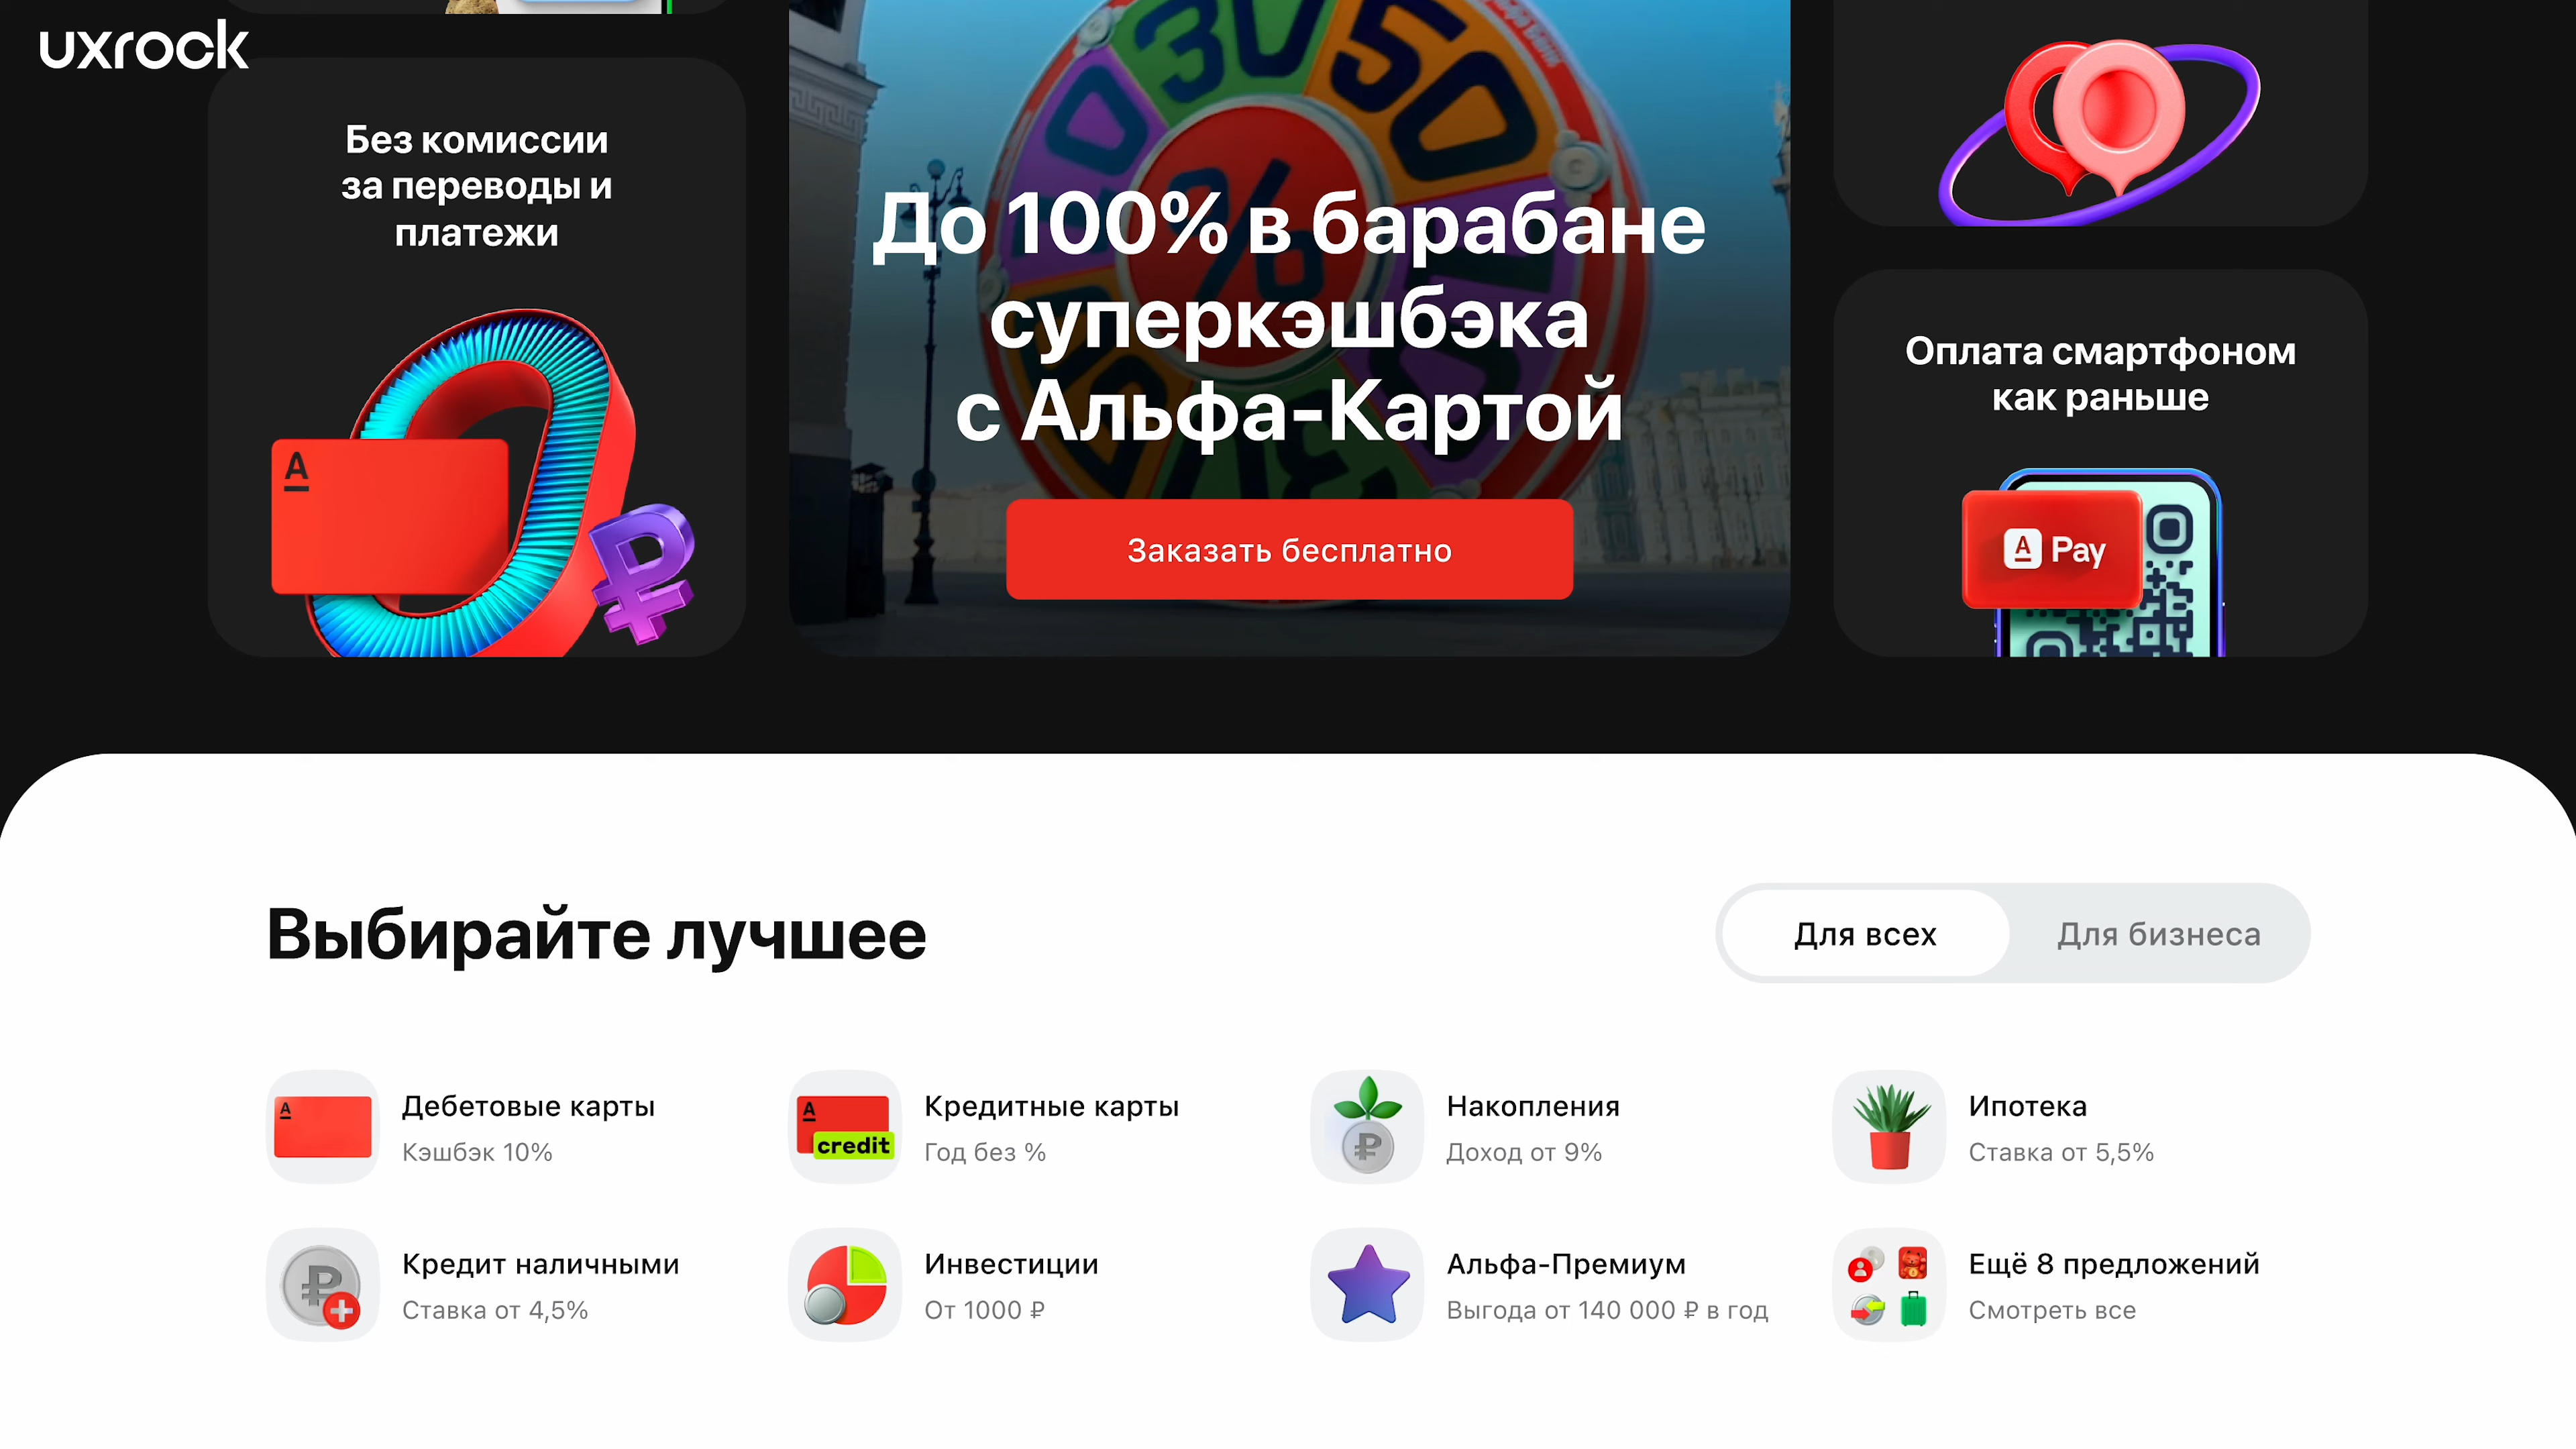 uxrock
Без комиссии
за переводы и
платежи
A
30
50
%
До 100% в барабане
суперкэшбэка
с Альфа-Картой
Заказать бесплатно
Оплата смартфоном
как раньше
A Pay
Выбирайте лучшее
Для всех
Для бизнеса
A
Дебетовые карты
Кэшбэк 10%
A
credit
Кредитные карты
Год без %
₽
Накопления
Доход от 9%
Ипотека
Ставка от 5,5%
₽
Кредит наличными
Ставка от 4,5%
Инвестиции
От 1000 ₽
Альфа-Премиум
Выгода от 140 000 ₽ в год
Ещё 8 предложений
Смотреть все